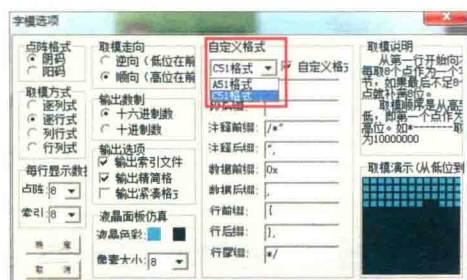 字模选项
点阵格式
阴码
阳码
取模方式
逐列式
逐行式
列行式
行列式
每行显示数据
点阵: 8
索引: 8
确 定
取 消
取模走向
逆向(低位在前
顺向(高位在前
输出数制
十六进制数
十进制数
输出选项
输出索引文件
输出精简格
输出紧凑格
液晶面板仿真
液晶色彩:
像素大小: 8
自定义格式
C51格式
自定义格
A51格式
C51格式
段后缀:
注释前缀: /*"
注释后缀: ",
数据前缀: 0x
数据后缀: ,
行前缀: {
行后缀: },
行尾缀: */
取模说明
从第一行开始向
每取8个点作为一个
节,如果最后不足8
点就补满8位。
取模顺序是从高
低,即第一个点作为
高位。如*-------取
为10000000
取模演示(从低位到